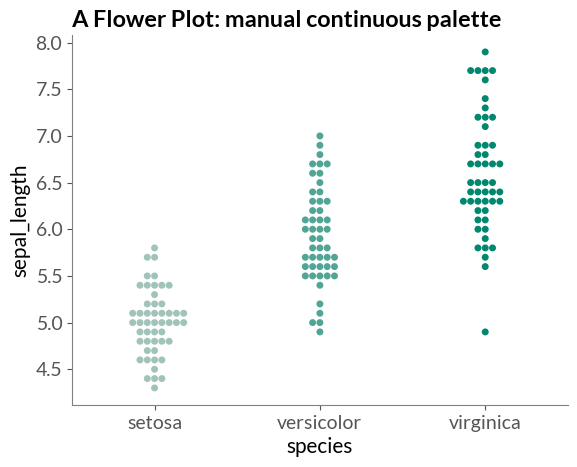 A Flower Plot: manual continuous palette
8.0
7.5
7.0
6.5
6.0
5.5
5.0
4.5
sepal_length
setosa versicolor virginica
species